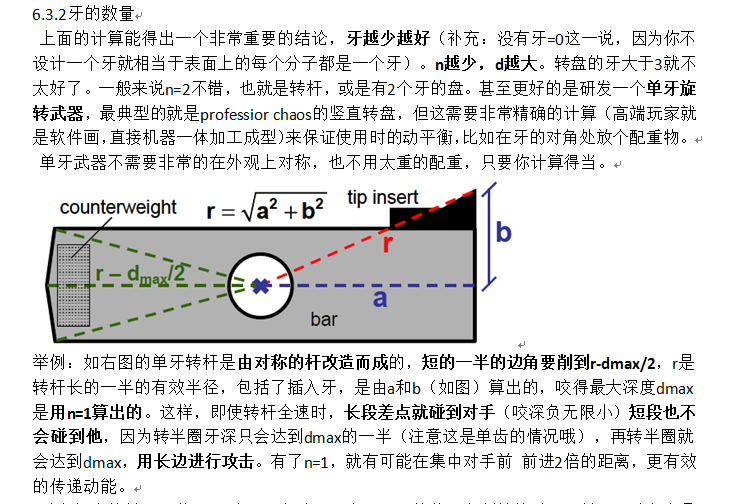 6.3.2牙的数量
上面的计算能得出一个非常重要的结论，牙越少越好（补充：没有牙=0这一说，因为你不
设计一个牙就相当于表面上的每个分子都是一个牙）。n越少，d越大。转盘的牙大于3就不
太好了。一般来说n=2不错，也就是转杆，或是有2个牙的盘。甚至更好的是研发一个单牙旋
转武器，最典型的就是professior chaos的竖直转盘，但这需要非常精确的计算（高端玩家就
是软件画，直接机器一体加工成型）来保证使用时的动平衡，比如在牙的对角处放个配重物。
单牙武器不需要非常的在外观上对称，也不用太重的配重，只要你计算得当。
counterweight
r = √a² + b²
tip insert
b
r
r – dmax/2
a
bar
举例：如右图的单牙转杆是由对称的杆改造而成的，短的一半的边角要削到r-dmax/2，r是
转杆长的一半的有效半径，包括了插入牙，是由a和b（如图）算出的，咬得最大深度dmax
是用n=1算出的。这样，即使转杆全速时，长段差点就碰到对手（咬深负无限小）短段也不
会碰到他，因为转半圈牙深只会达到dmax的一半（注意这是单齿的情况哦），再转半圈就
会达到dmax，用长边进行攻击。有了n=1，就有可能在集中对手前 前进2倍的距离，更有效
的传递动能。